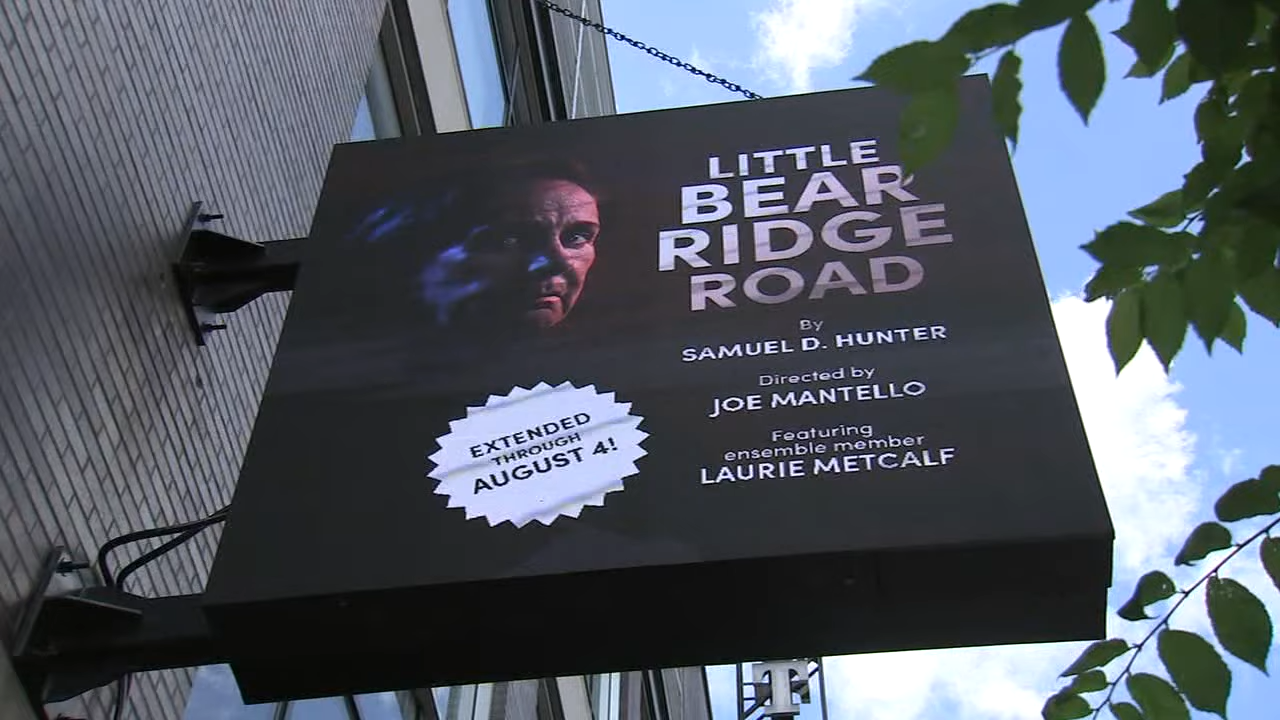 LITTLE
BEAR
RIDGE
ROAD
By
SAMUEL D. HUNTER
Directed by
JOE MANTELLO
Featuring
ensemble member
LAURIE METCALF
EXTENDED
THROUGH
AUGUST 4!
T